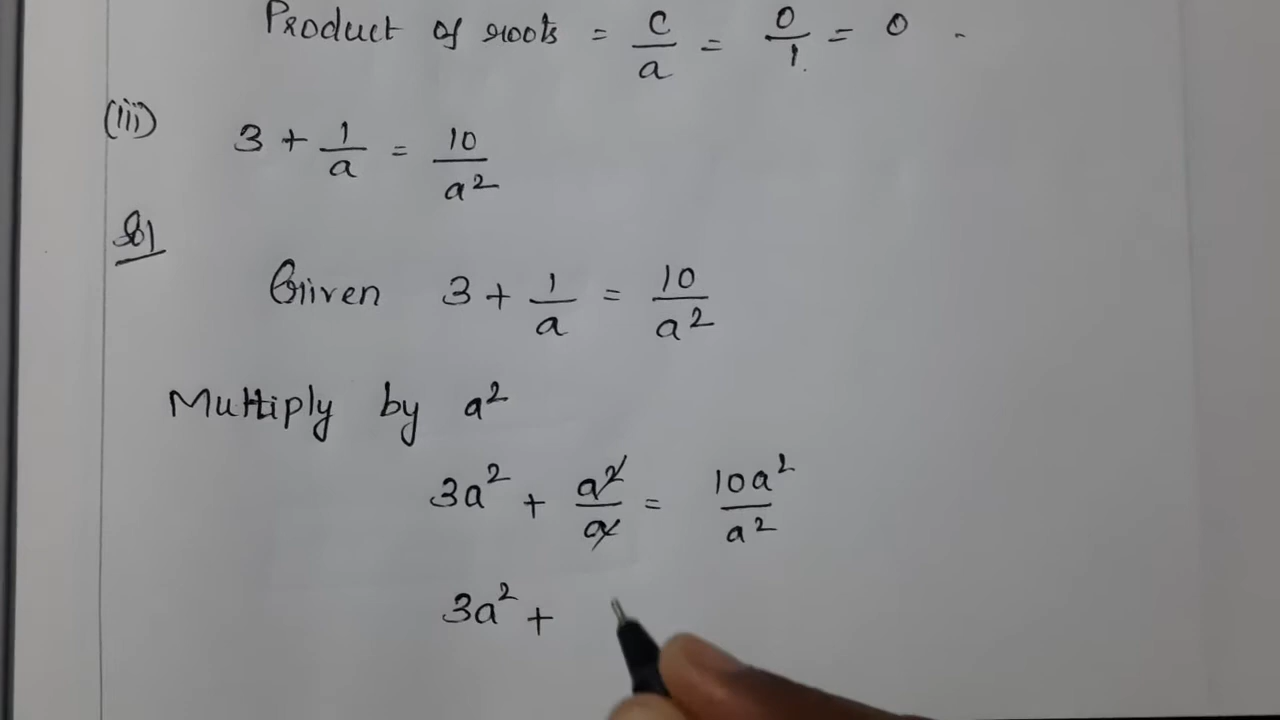 Product of roots = c/a = 0/1 = 0 .
(iii) 3 + 1/a = 10/a²
Sol
Given 3 + 1/a = 10/a²
Multiply by a²
3a² + a²/a = 10a²/a²
3a² +